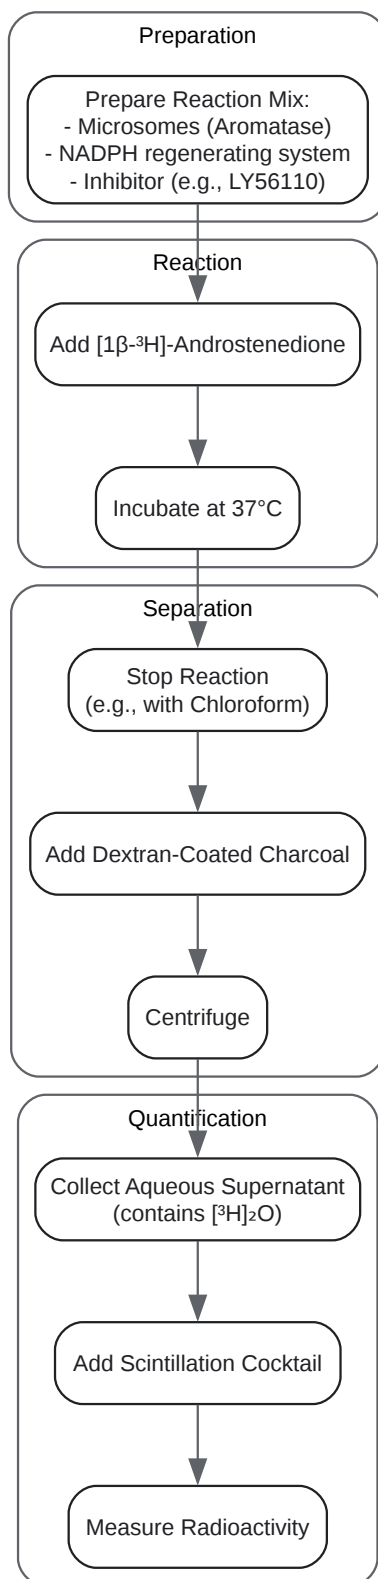 Preparation
Prepare Reaction Mix:
- Microsomes (Aromatase)
- NADPH regenerating system
- Inhibitor (e.g., LY56110)
Reaction
Add [1β-³H]-Androstenedione
Incubate at 37°C
Separation
Stop Reaction
(e.g., with Chloroform)
Add Dextran-Coated Charcoal
Centrifuge
Quantification
Collect Aqueous Supernatant
(contains [³H]₂O)
Add Scintillation Cocktail
Measure Radioactivity